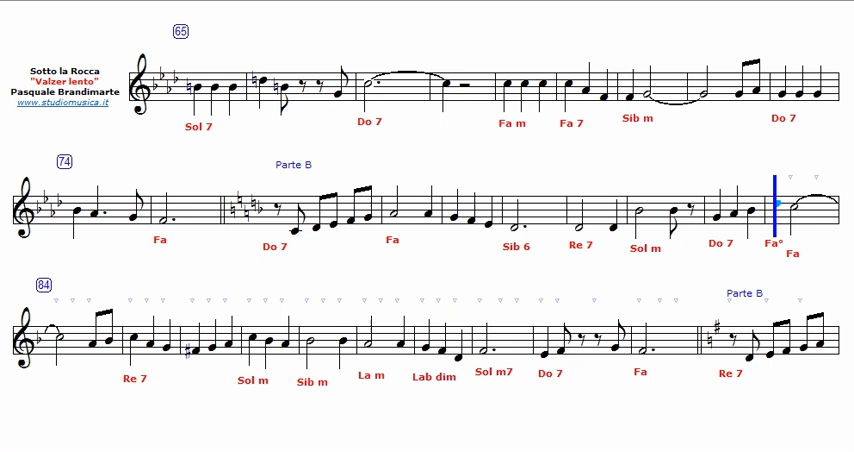 65
Sotto la Rocca
"Valzer lento"
Pasquale Brandimarte
www.studiomusica.it
Sol 7 Do 7 Fa m Fa 7 Sib m Do 7
74
Parte B
Fa Do 7 Fa Sib 6 Re 7 Sol m Do 7 Fa° Fa
84
Parte B
Re 7 Sol m Sib m La m Lab dim Sol m7 Do 7 Fa Re 7